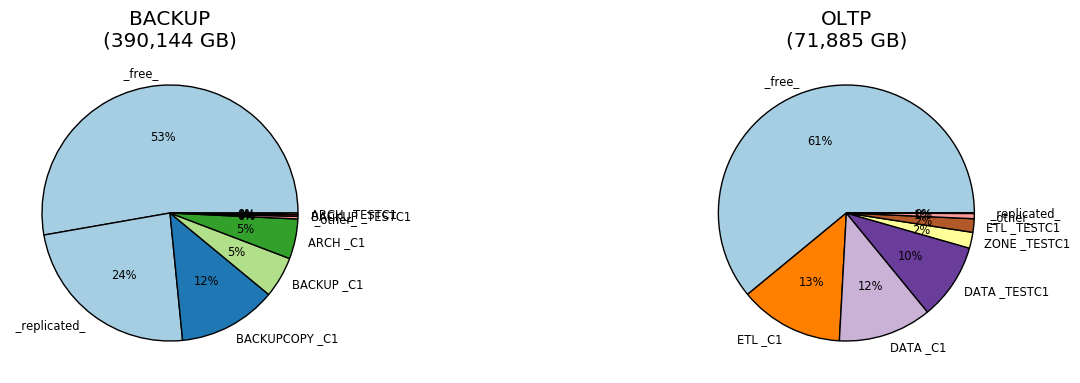 BACKUP
(390,144 GB)
_free_
53%
24%
_replicated_
12%
BACKUPCOPY _C1
5%
BACKUP _C1
5%
ARCH _C1
_other_
BACKUP _TESTC1
ARCH _TESTC1
0%
OLTP
(71,885 GB)
_free_
61%
13%
ETL _C1
12%
DATA _C1
10%
DATA _TESTC1
2%
ZONE _TESTC1
2%
ETL _TESTC1
_other_
_replicated_